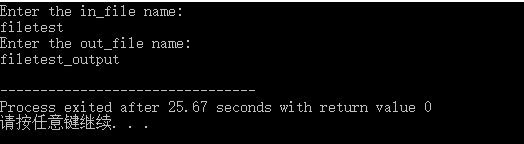 Enter the in_file name:
filetest
Enter the out_file name:
filetest_output
--------------------------------
Process exited after 25.67 seconds with return value 0
请按任意键继续. . .